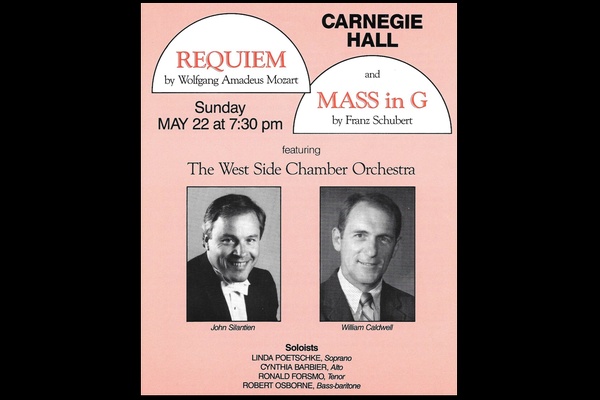 CARNEGIE
HALL
REQUIEM
by Wolfgang Amadeus Mozart
and
MASS in G
by Franz Schubert
Sunday
MAY 22 at 7:30 pm
featuring
The West Side Chamber Orchestra
John Silantien
William Caldwell
Soloists
LINDA POETSCHKE, Soprano
CYNTHIA BARBIER, Alto
RONALD FORSMO, Tenor
ROBERT OSBORNE, Bass-baritone